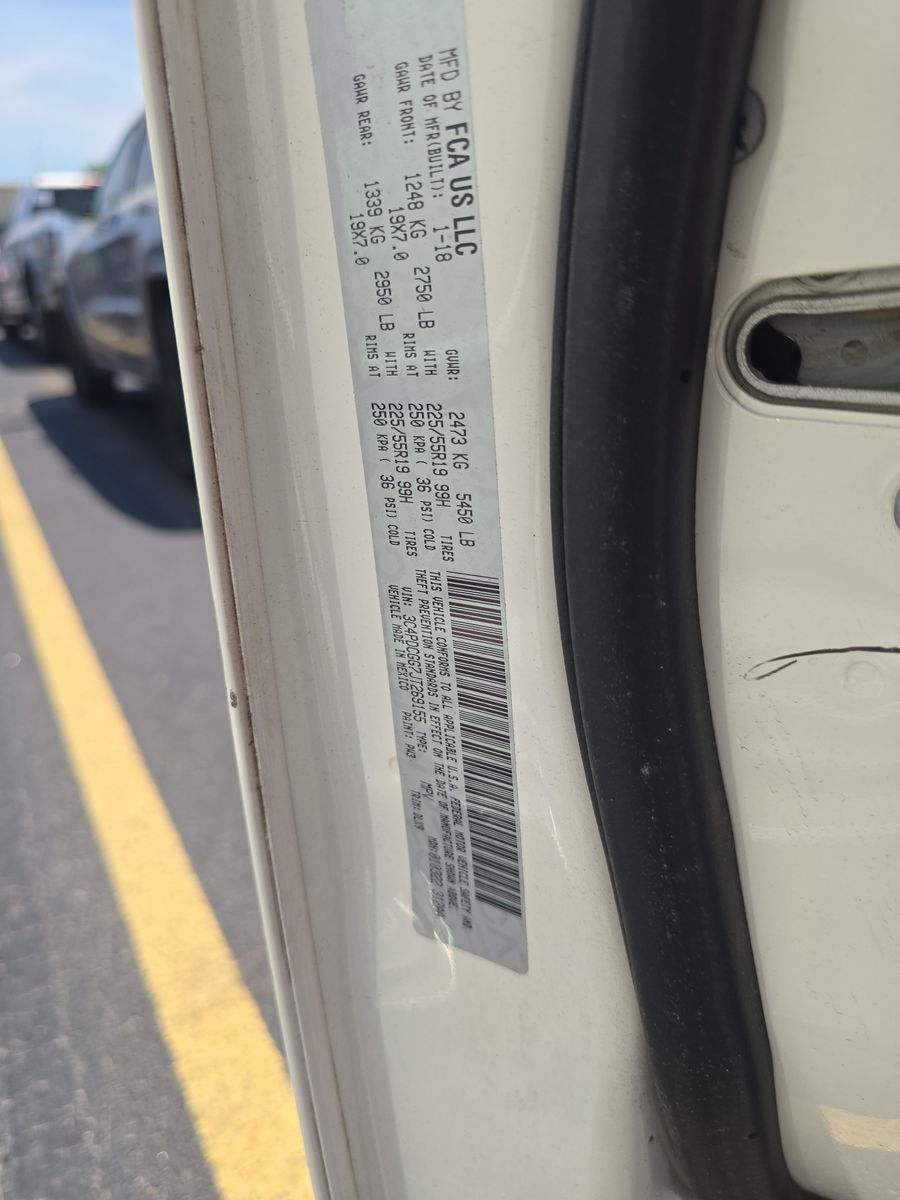 MFD BY FCA US LLC
DATE OF MFR(BUILT): 1-18 GVWR: 2473 KG 5450 LB
GAWR FRONT: 1248 KG 2750 LB WITH 225/55R19 99H TIRES
19X7.0 RIMS AT 250 KPA ( 36 PSI) COLD
GAWR REAR: 1339 KG 2950 LB WITH 225/55R19 99H TIRES
19X7.0 RIMS AT 250 KPA ( 36 PSI) COLD
THIS VEHICLE CONFORMS TO ALL APPLICABLE U.S.A. FEDERAL MOTOR VEHICLE SAFETY AND
THEFT PREVENTION STANDARDS IN EFFECT ON THE DATE OF MANUFACTURE SHOWN ABOVE.
VIN: 3C4PDCGG7JT269155 TYPE: MPV
VEHICLE MADE IN MEXICO PAINT: PW3 TRIM: DLX9